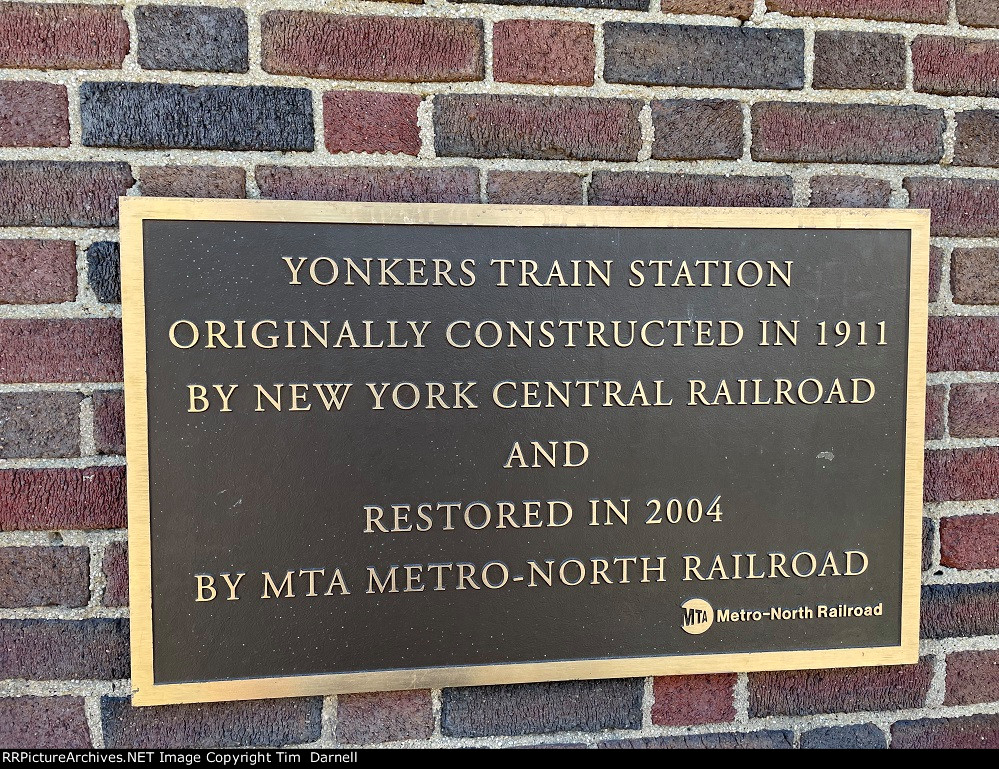 YONKERS TRAIN STATION
ORIGINALLY CONSTRUCTED IN 1911
BY NEW YORK CENTRAL RAILROAD
AND
RESTORED IN 2004
BY MTA METRO-NORTH RAILROAD
MTA Metro-North Railroad
RRPictureArchives.NET Image Copyright Tim Darnell